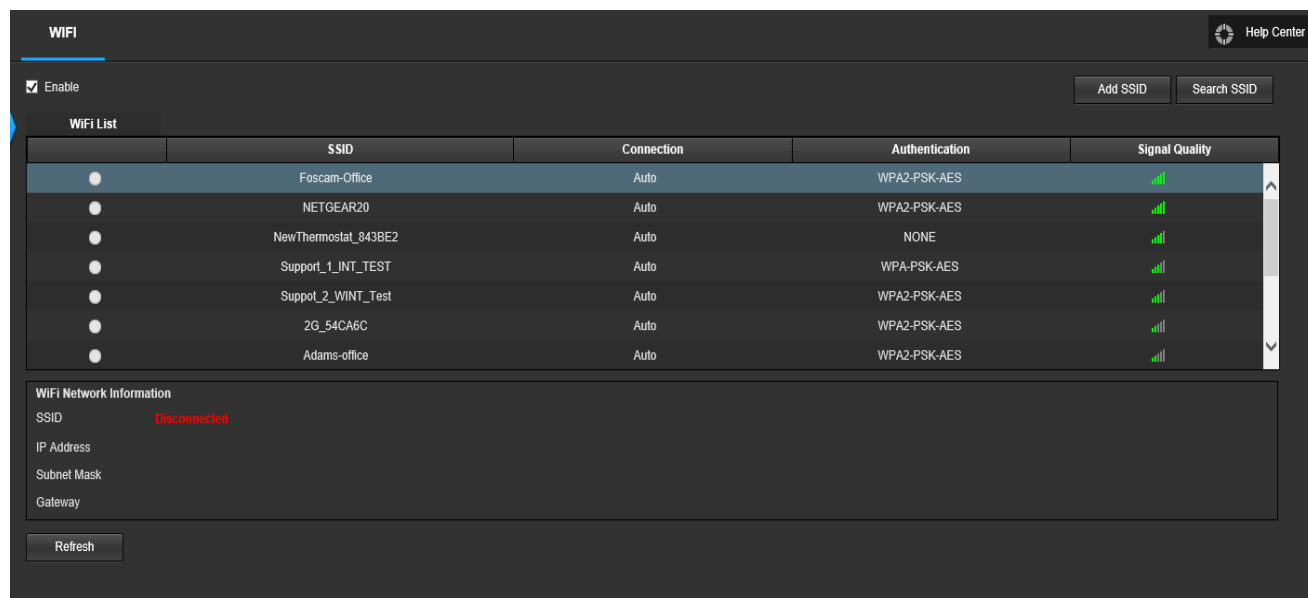 WIFI
Help Center
Enable
Add SSID Search SSID
WiFi List
SSID Connection Authentication Signal Quality
Foscam-Office Auto WPA2-PSK-AES
NETGEAR20 Auto WPA2-PSK-AES
NewThermostat_843BE2 Auto NONE
Support_1_INT_TEST Auto WPA-PSK-AES
Suppot_2_WINT_Test Auto WPA2-PSK-AES
2G_54CA6C Auto WPA2-PSK-AES
Adams-office Auto WPA2-PSK-AES
WiFi Network Information
SSID Disconnected
IP Address
Subnet Mask
Gateway
Refresh